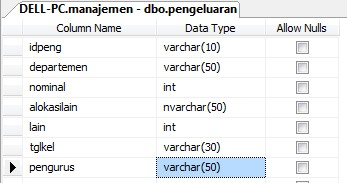 DELL-PC.manajemen - dbo.pengeluaran
Column Name Data Type Allow Nulls
idpeng varchar(10)
departemen varchar(50)
nominal int
alokasilain nvarchar(50)
lain int
tglkel varchar(30)
pengurus varchar(50)